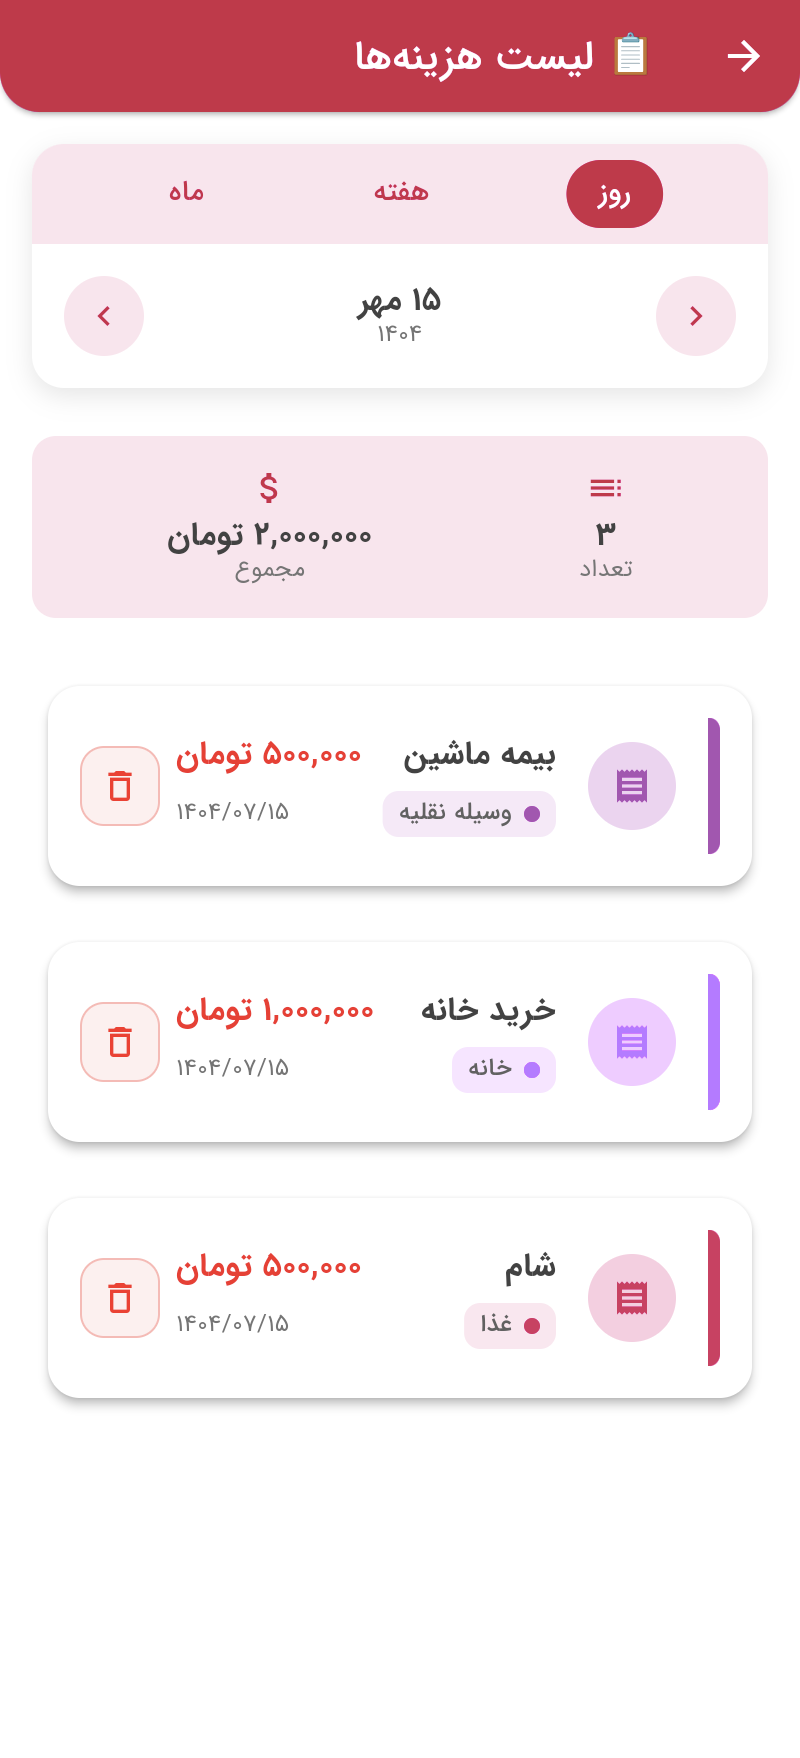 📋 لیست هزینه‌ها
روز
هفته
ماه
۱۵ مهر
۱۴۰۴
۳
تعداد
$
۲,۰۰۰,۰۰۰ تومان
مجموع
بیمه ماشین
وسیله نقلیه
۵۰۰,۰۰۰ تومان
۱۴۰۴/۰۷/۱۵
خرید خانه
خانه
۱,۰۰۰,۰۰۰ تومان
۱۴۰۴/۰۷/۱۵
شام
غذا
۵۰۰,۰۰۰ تومان
۱۴۰۴/۰۷/۱۵